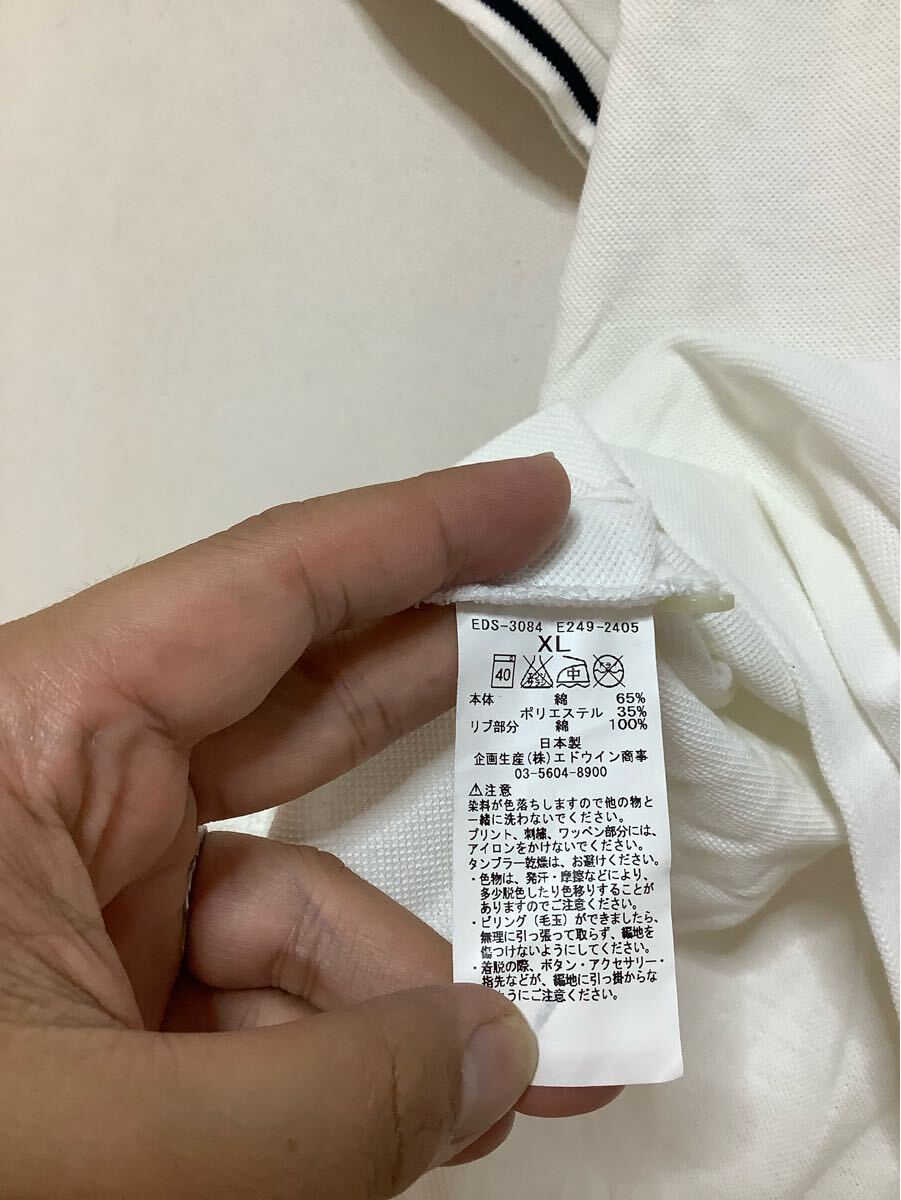 EDS-3084 E249-2405
XL
40 中
本体 綿 65%
ポリエステル 35%
リブ部分 綿 100%
日本製
企画生産(株)エドウイン商事
03-5604-8900
⚠注意
染料が色落ちしますので他の物と
一緒に洗わないでください。
プリント、刺繍、ワッペン部分には、
アイロンをかけないでください。
タンブラー乾燥は、お避けください。
・色物は、発汗・摩擦などにより、
多少脱色したり色移りすることが
ありますのでご注意ください。
・ピリング(毛玉)ができましたら、
無理に引っ張って取らず、編地を
傷つけないようにしてください。
・着脱の際、ボタン・アクセサリー・
指先などが、編地に引っ掛からな
ようにご注意ください。